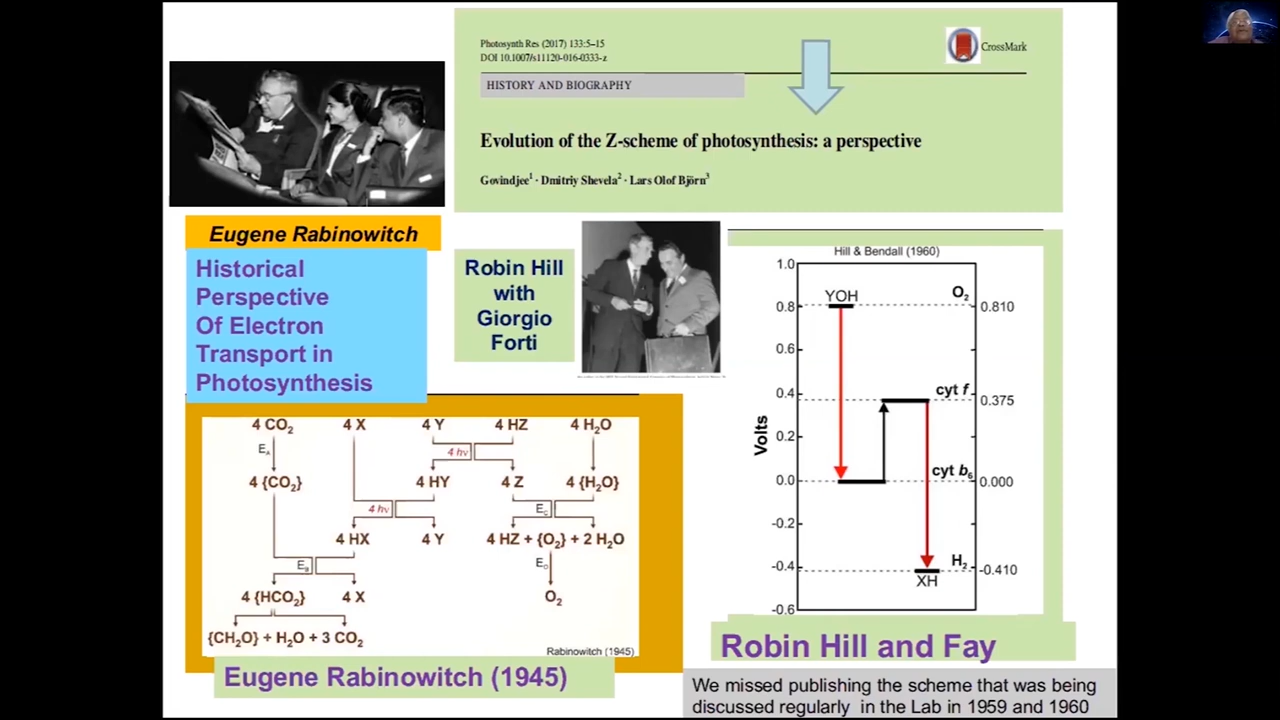 Photosynth Res (2017) 133:5–15
DOI 10.1007/s11120-016-0333-z
CrossMark
HISTORY AND BIOGRAPHY
Evolution of the Z-scheme of photosynthesis: a perspective
Govindjee1 · Dmitriy Shevela2 · Lars Olof Björn3
Eugene Rabinowitch
Historical
Perspective
Of Electron
Transport in
Photosynthesis
Robin Hill
with
Giorgio
Forti
4 CO2 4 X 4 Y 4 HZ 4 H2O
EA
4 hν
4 {CO2} 4 HY 4 Z 4 {H2O}
4 hν
EC
4 HX 4 Y 4 HZ + {O2} + 2 H2O
EB
ED
4 {HCO2} 4 X O2
{CH2O} + H2O + 3 CO2
Rabinowitch (1945)
Eugene Rabinowitch (1945)
Hill & Bendall (1960)
Volts
1.0
YOH O2
0.8 0.810
0.6
cyt f
0.4 0.375
0.2
cyt b6
0.0 0.000
-0.2
H2
-0.4 -0.410
XH
-0.6
Robin Hill and Fay
We missed publishing the scheme that was being
discussed regularly in the Lab in 1959 and 1960